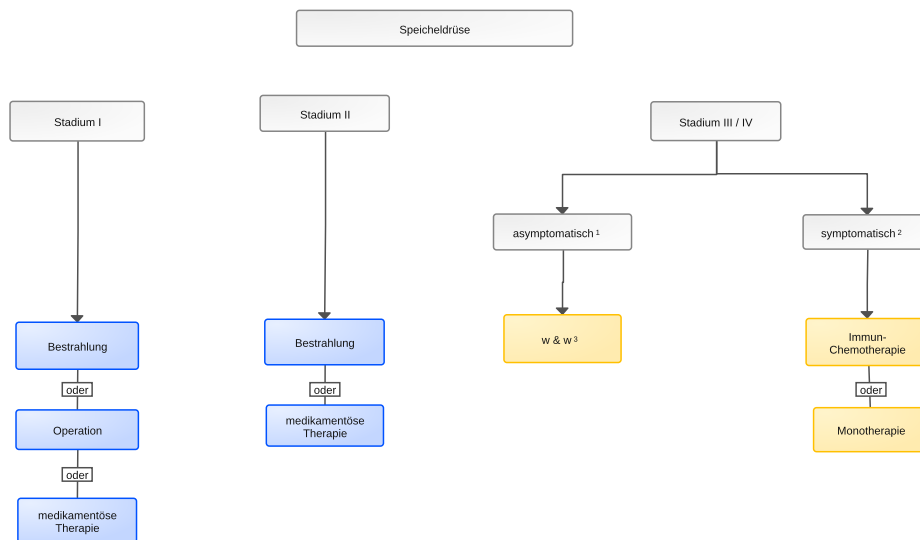 Speicheldrüse
Stadium I
Stadium II
Stadium III / IV
asymptomatisch 1
symptomatisch 2
Bestrahlung
oder
Operation
oder
medikamentöse
Therapie
Bestrahlung
oder
medikamentöse
Therapie
w & w 3
Immun-
Chemotherapie
oder
Monotherapie